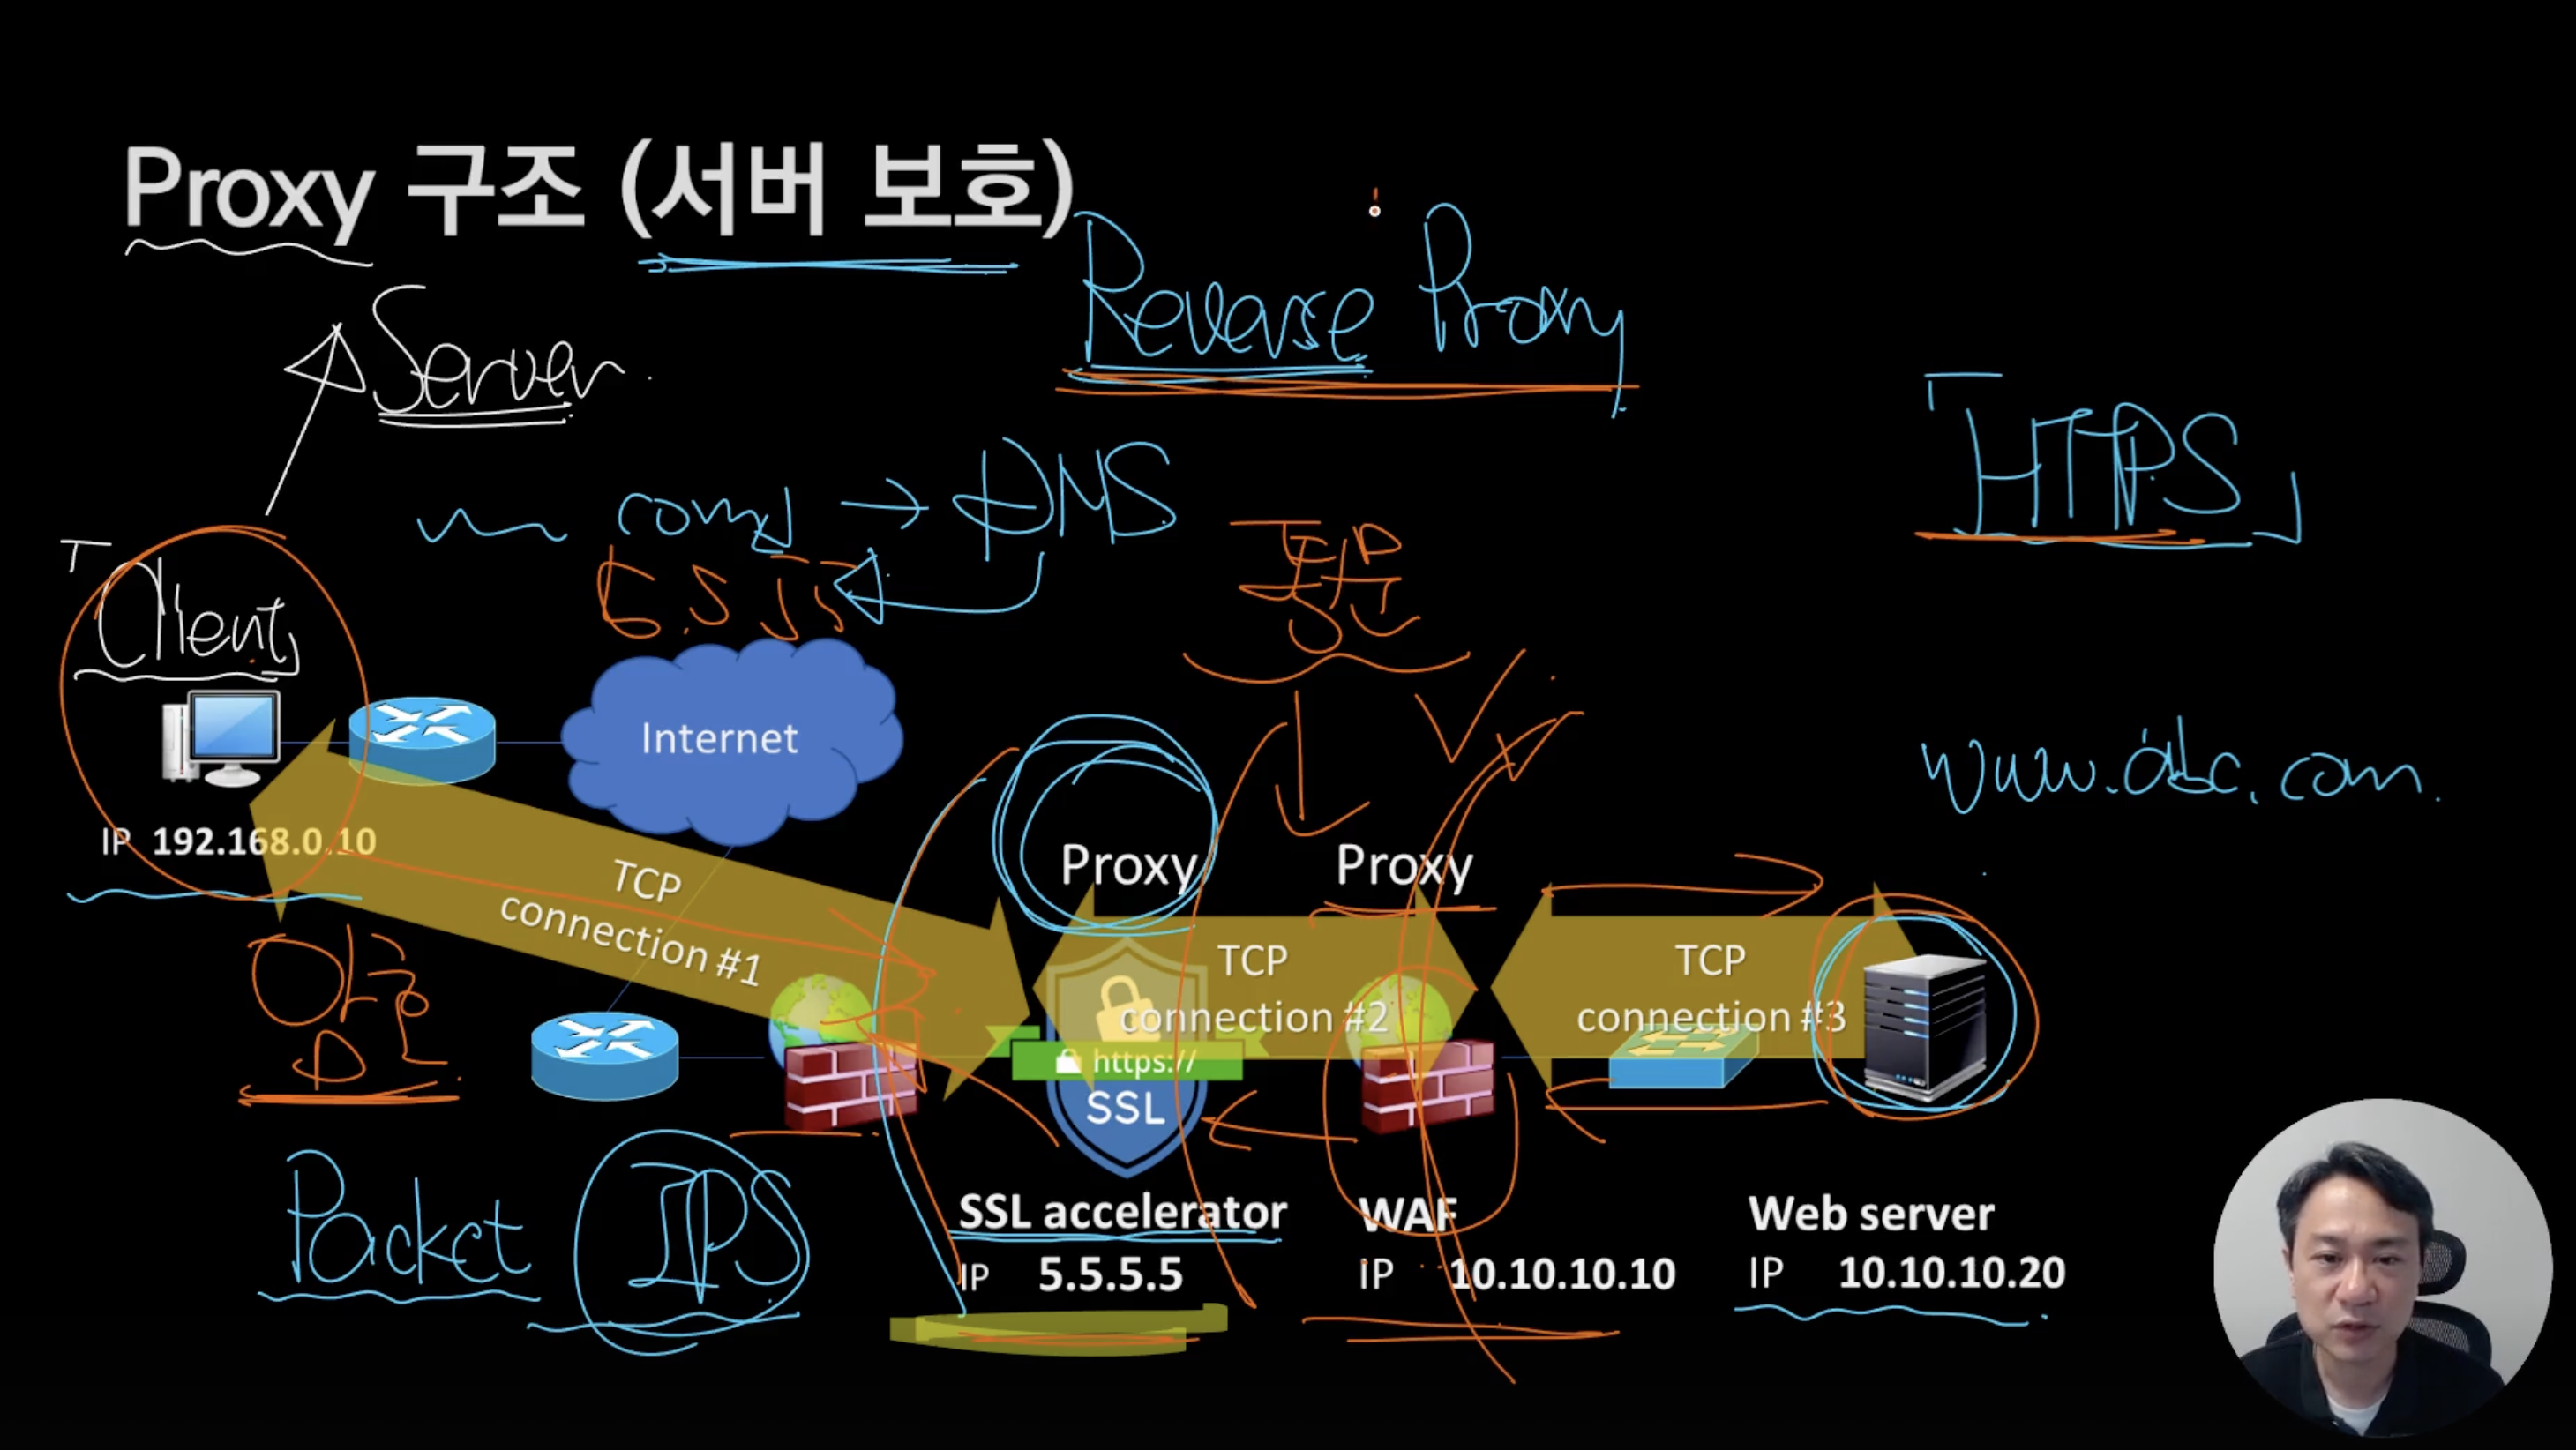 Proxy 구조 (서버 보호)
Reverse Proxy
Server
HTTPS
com → DNS
5.5.5.5
평문
Client
Internet
www.abc.com
IP 192.168.0.10
Proxy
Proxy
TCP
connection #1
TCP
connection #2
TCP
connection #3
암호
https://
SSL
Packet
IPS
SSL accelerator
IP 5.5.5.5
WAF
IP 10.10.10.10
Web server
IP 10.10.10.20